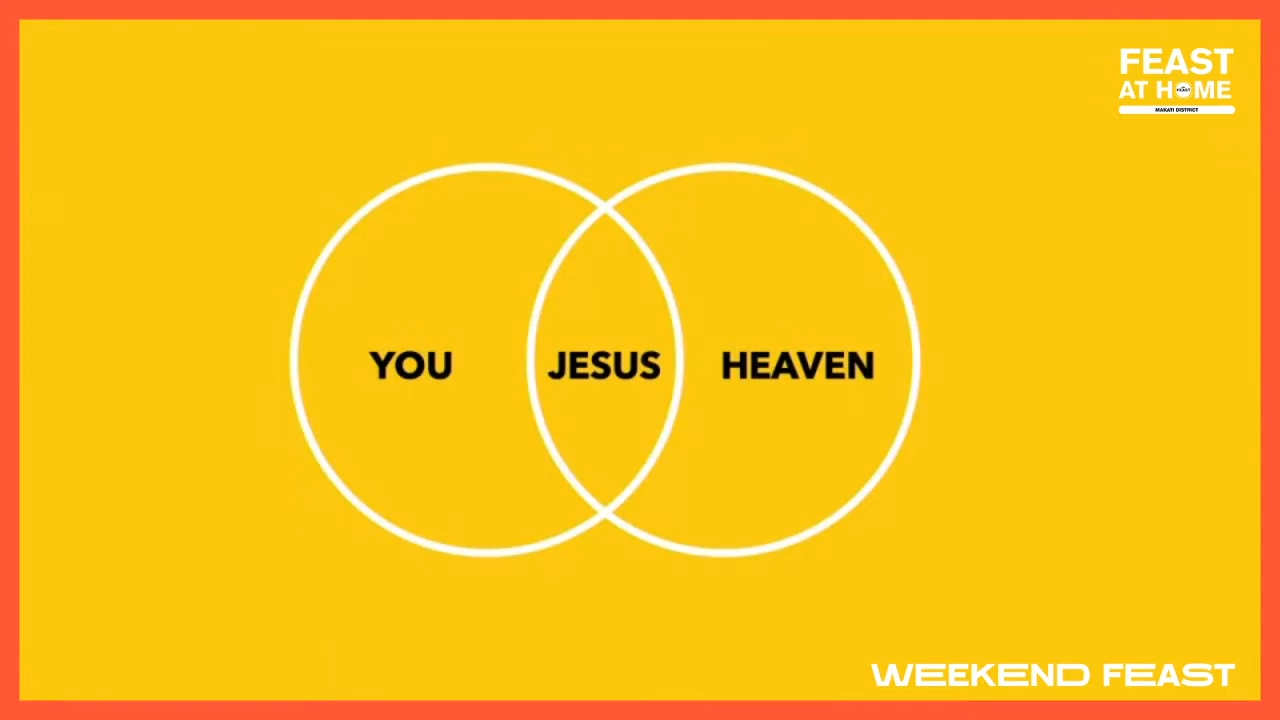 FEAST
AT HOME
MAKATI DISTRICT
YOU JESUS HEAVEN
WEEKEND FEAST